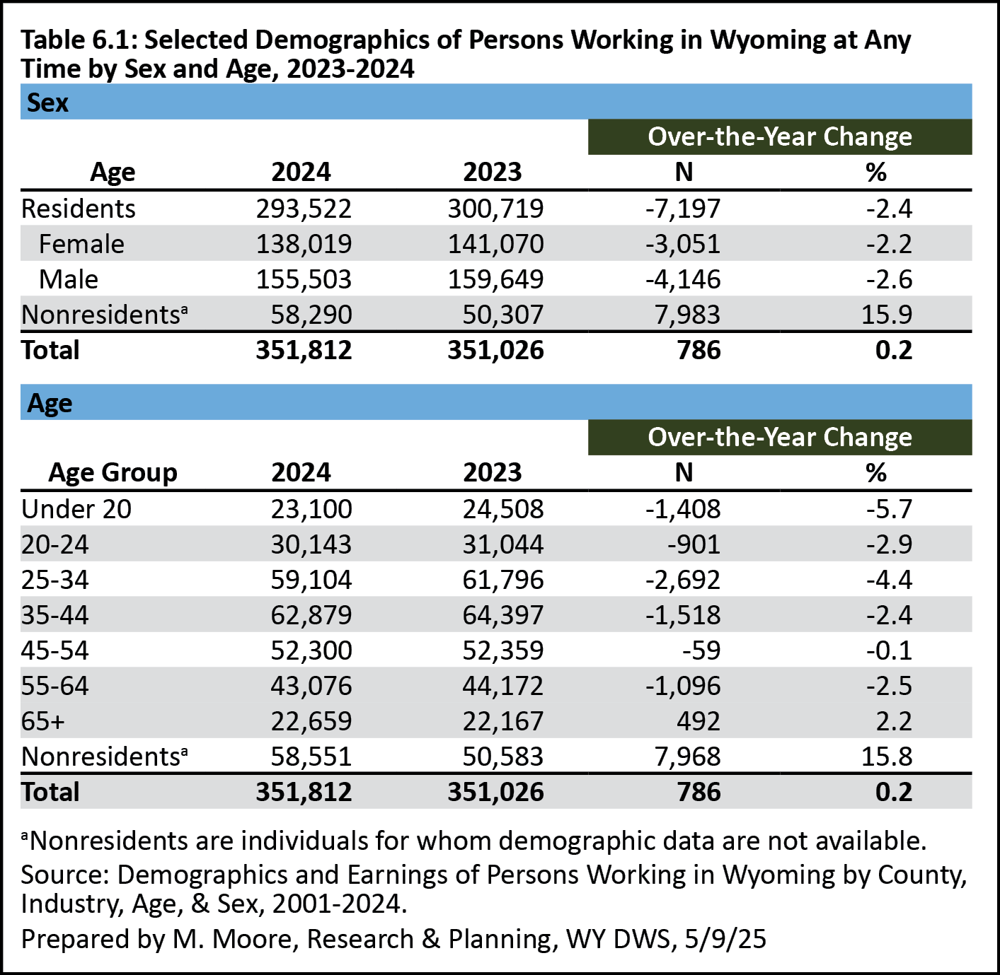 Table 6.1: Selected Demographics of Persons Working in Wyoming at Any
Time by Sex and Age, 2023-2024
Sex
Over-the-Year Change
Age 2024 2023 N %
Residents 293,522 300,719 -7,197 -2.4
Female 138,019 141,070 -3,051 -2.2
Male 155,503 159,649 -4,146 -2.6
Nonresidentsᵃ 58,290 50,307 7,983 15.9
Total 351,812 351,026 786 0.2
Age
Over-the-Year Change
Age Group 2024 2023 N %
Under 20 23,100 24,508 -1,408 -5.7
20-24 30,143 31,044 -901 -2.9
25-34 59,104 61,796 -2,692 -4.4
35-44 62,879 64,397 -1,518 -2.4
45-54 52,300 52,359 -59 -0.1
55-64 43,076 44,172 -1,096 -2.5
65+ 22,659 22,167 492 2.2
Nonresidentsᵃ 58,551 50,583 7,968 15.8
Total 351,812 351,026 786 0.2
ᵃNonresidents are individuals for whom demographic data are not available.
Source: Demographics and Earnings of Persons Working in Wyoming by County,
Industry, Age, & Sex, 2001-2024.
Prepared by M. Moore, Research & Planning, WY DWS, 5/9/25